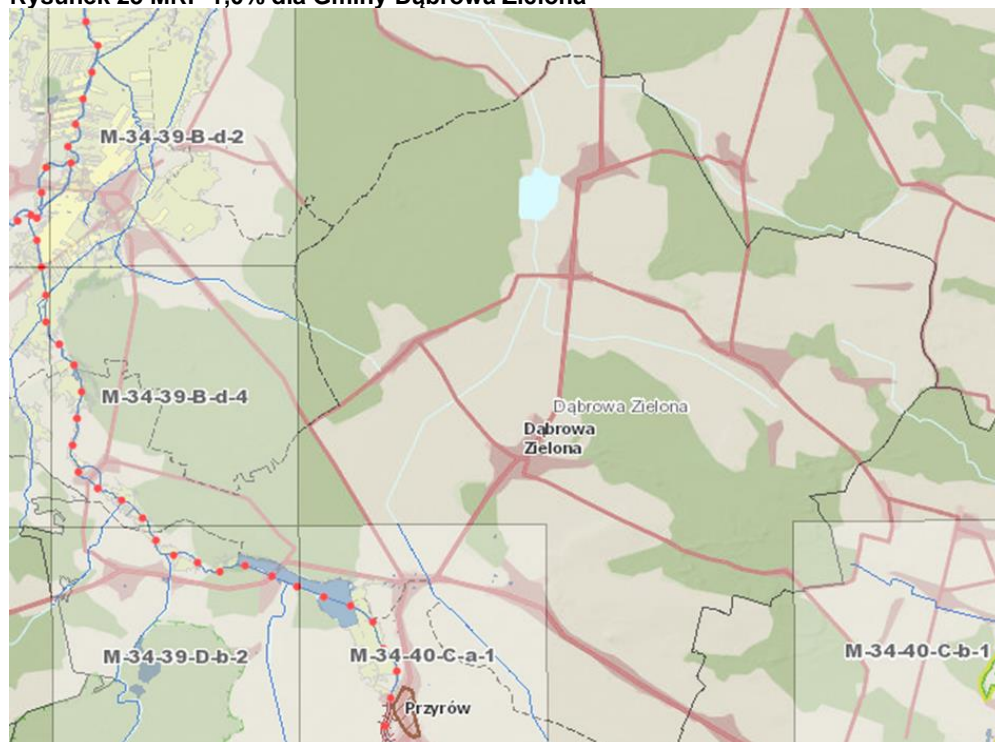 Rysunek 28 MRP 1,0% dla Gminy Dąbrowa Zielona
M-34-39-B-d-2
M-34-39-B-d-4
Dąbrowa Zielona
Dąbrowa
Zielona
M-34-39-D-b-2
M-34-40-C-a-1
M-34-40-C-b-1
Przyrów